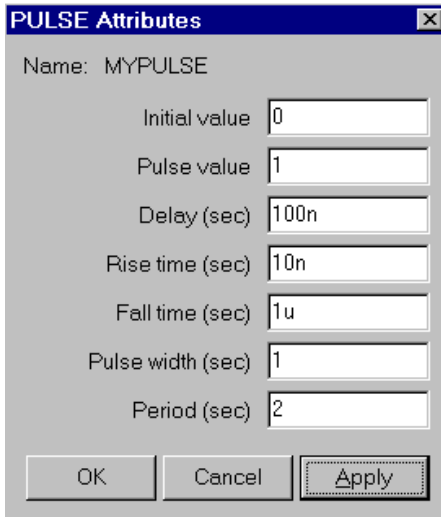 PULSE Attributes
Name: MYPULSE
Initial value 0
Pulse value 1
Delay (sec) 100n
Rise time (sec) 10n
Fall time (sec) 1u
Pulse width (sec) 1
Period (sec) 2
OK Cancel Apply